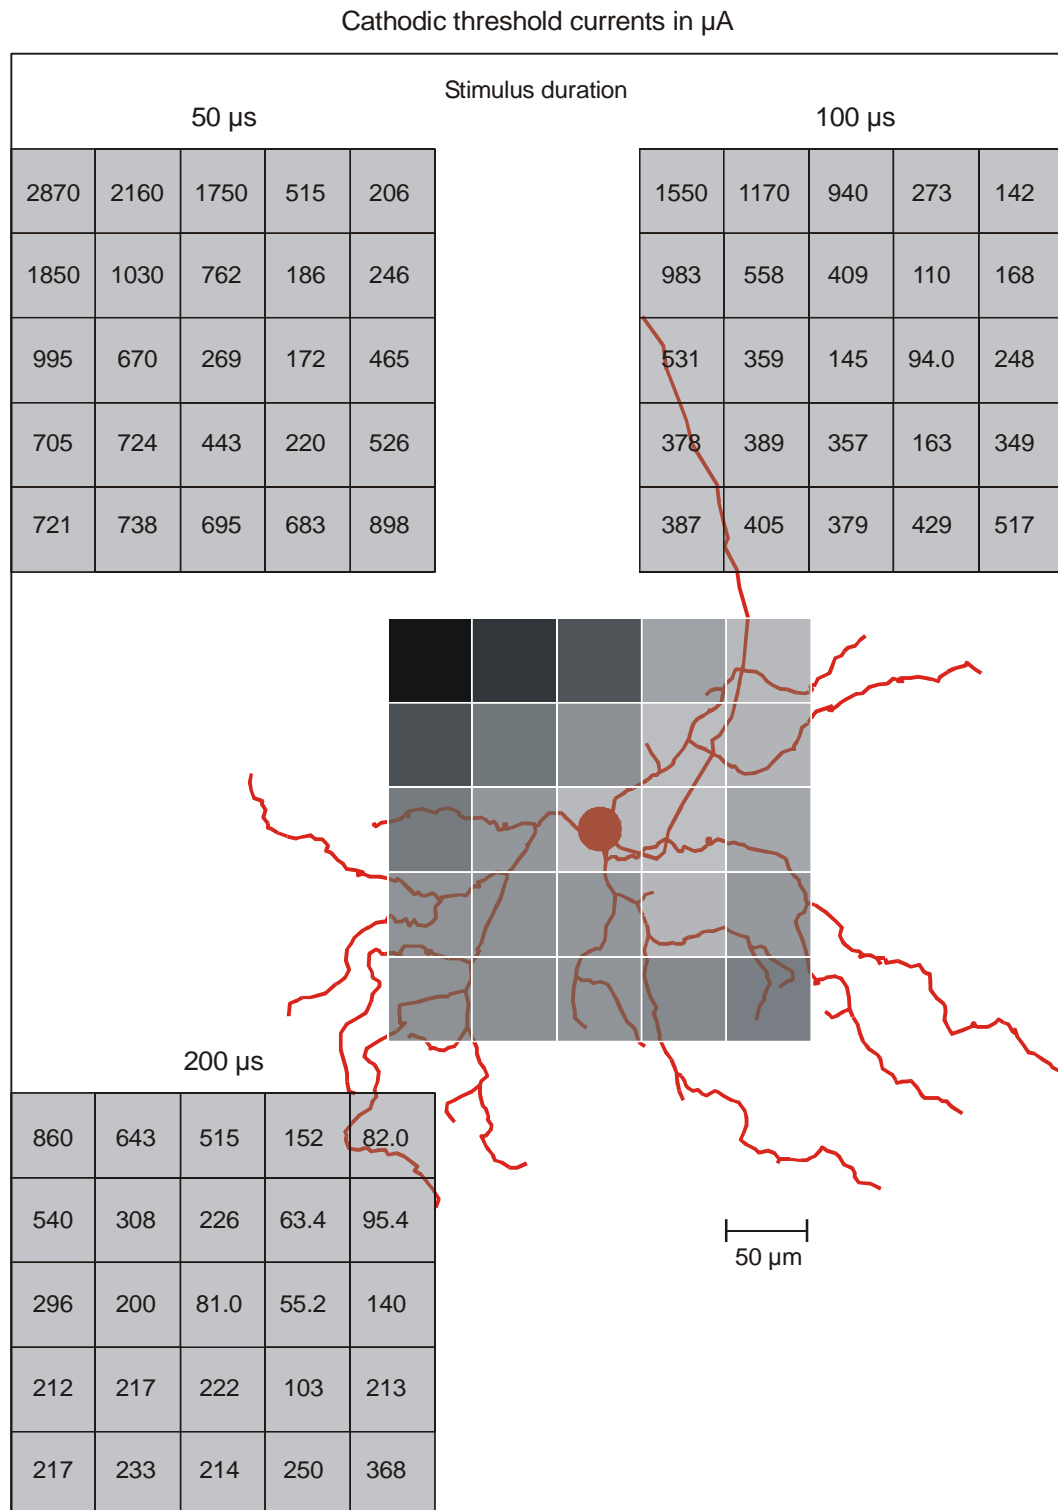 Cathodic threshold currents in µA
Stimulus duration
50 µs
100 µs
2870 2160 1750 515 206
1850 1030 762 186 246
995 670 269 172 465
705 724 443 220 526
721 738 695 683 898
1550 1170 940 273 142
983 558 409 110 168
531 359 145 94.0 248
378 389 357 163 349
387 405 379 429 517
200 µs
860 643 515 152 82.0
540 308 226 63.4 95.4
296 200 81.0 55.2 140
212 217 222 103 213
217 233 214 250 368
50 µm